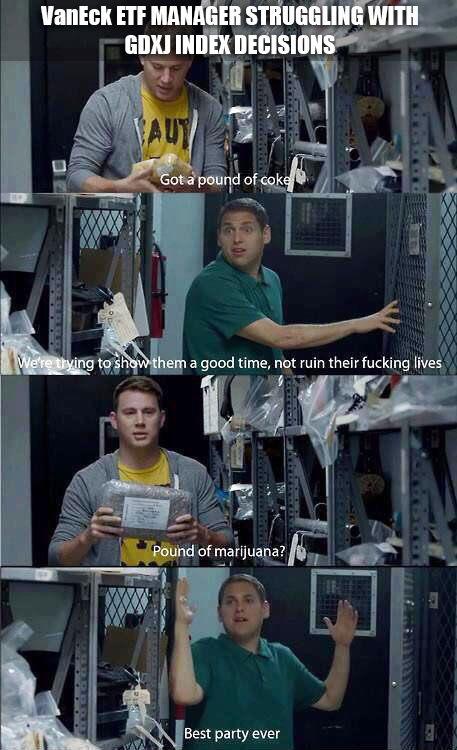 VanEck ETF MANAGER STRUGGLING WITH
GDXJ INDEX DECISIONS
Got a pound of coke
We're trying to show them a good time, not ruin their fucking lives
Pound of marijuana?
Best party ever